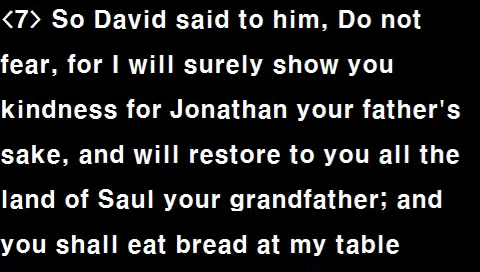 <7> So David said to him, Do not
fear, for I will surely show you
kindness for Jonathan your father's
sake, and will restore to you all the
land of Saul your grandfather; and
you shall eat bread at my table